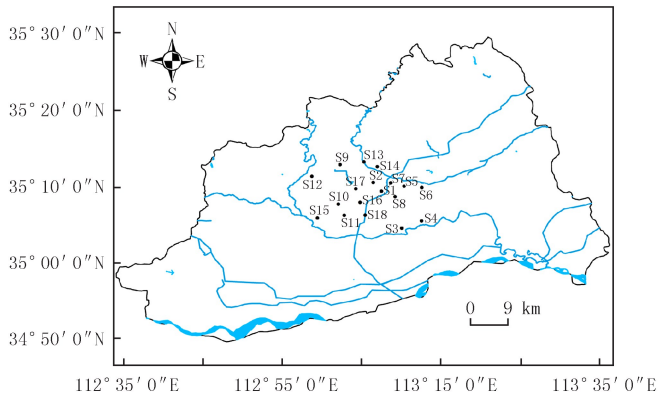 35° 30′ 0″N
N
W E
S
35° 20′ 0″N
S9 S13
S14
S2
S17 S7 S5
35° 10′ 0″N
S12 S1 S6
S10 S16 S8
S15 S11 S18 S4
S3
35° 00′ 0″N
0 9 km
34° 50′ 0″N
112° 35′ 0″E 112° 55′ 0″E 113° 15′ 0″E 113° 35′ 0″E